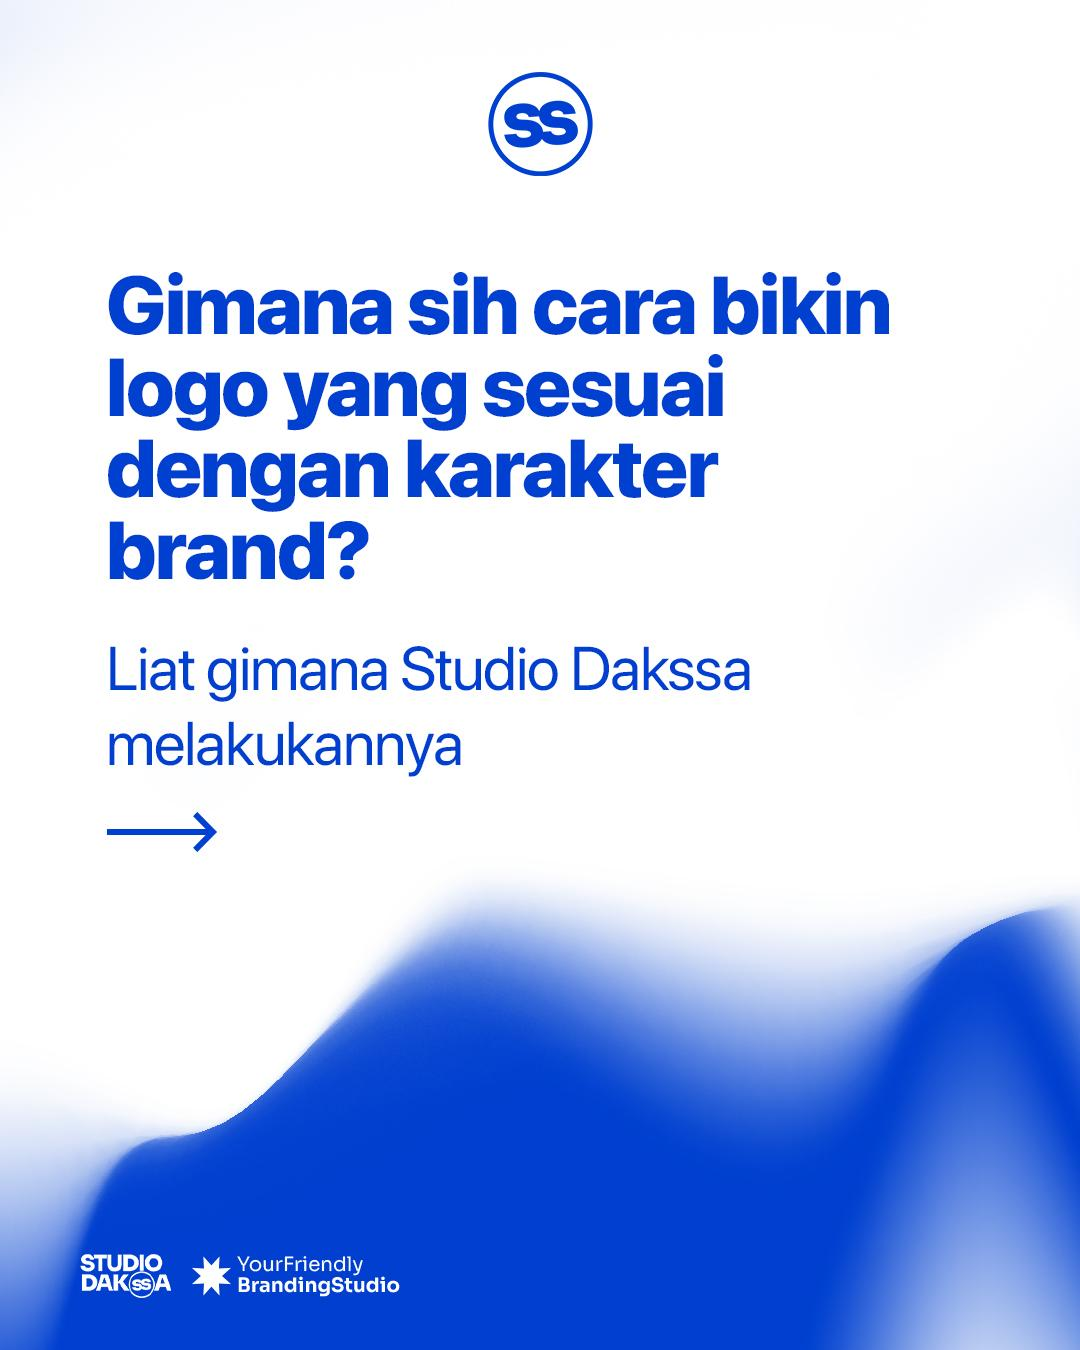 SS
Gimana sih cara bikin
logo yang sesuai
dengan karakter
brand?
Liat gimana Studio Dakssa
melakukannya
STUDIO
DAKSSA
YourFriendly
BrandingStudio